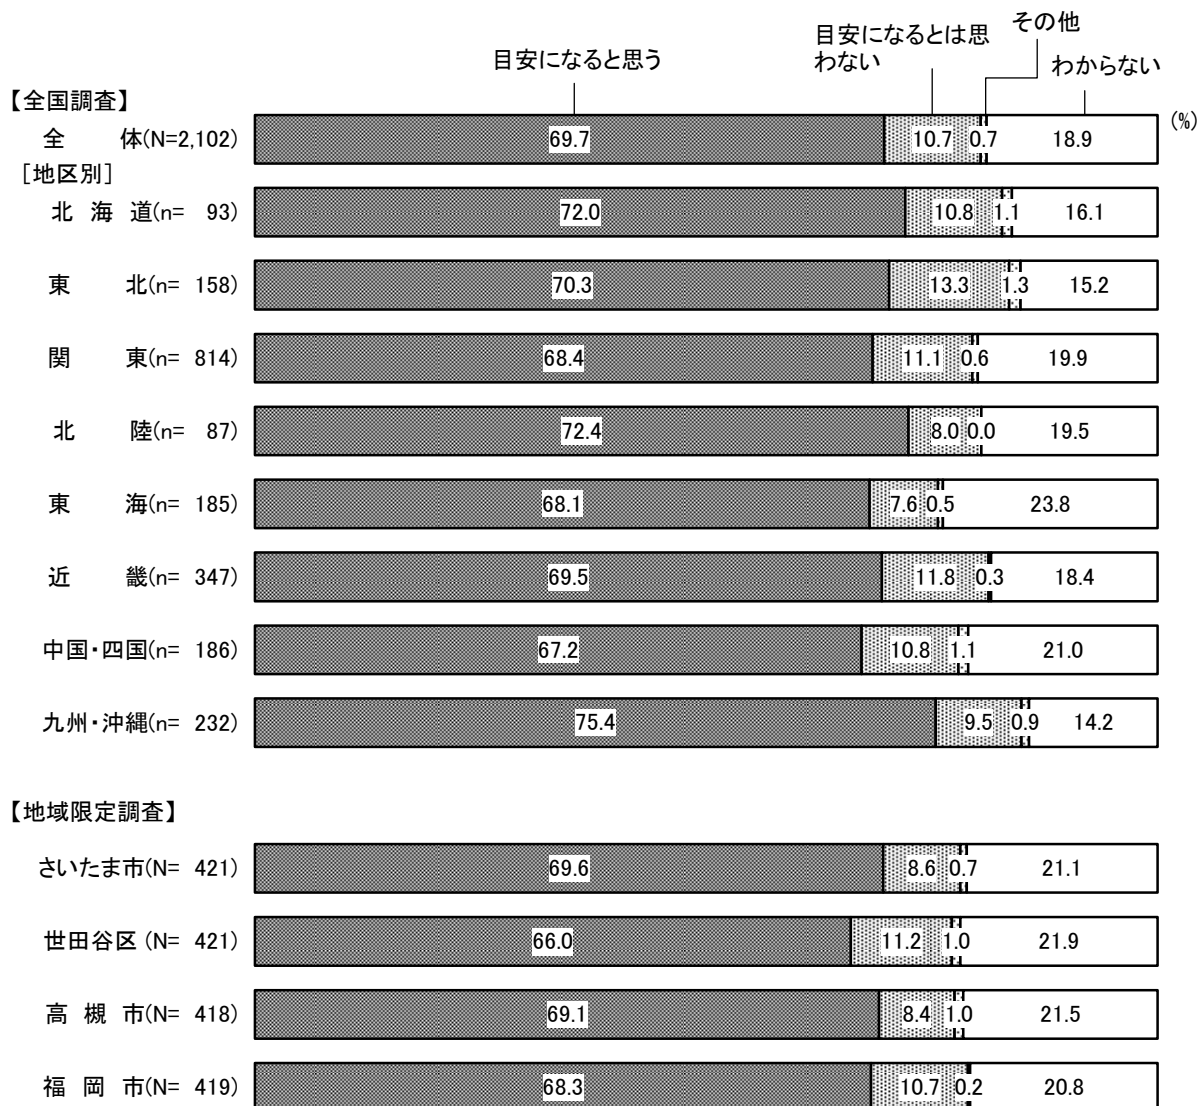 目安になると思う 目安になるとは思 その他
わない わからない
【全国調査】 (%)
全 体(N=2,102) 69.7 10.7 0.7 18.9
[地区別]
北 海 道(n= 93) 72.0 10.8 1.1 16.1
東 北(n= 158) 70.3 13.3 1.3 15.2
関 東(n= 814) 68.4 11.1 0.6 19.9
北 陸(n= 87) 72.4 8.0 0.0 19.5
東 海(n= 185) 68.1 7.6 0.5 23.8
近 畿(n= 347) 69.5 11.8 0.3 18.4
中国・四国(n= 186) 67.2 10.8 1.1 21.0
九州・沖縄(n= 232) 75.4 9.5 0.9 14.2
【地域限定調査】
さいたま市(N= 421) 69.6 8.6 0.7 21.1
世田谷区 (N= 421) 66.0 11.2 1.0 21.9
高 槻 市(N= 418) 69.1 8.4 1.0 21.5
福 岡 市(N= 419) 68.3 10.7 0.2 20.8